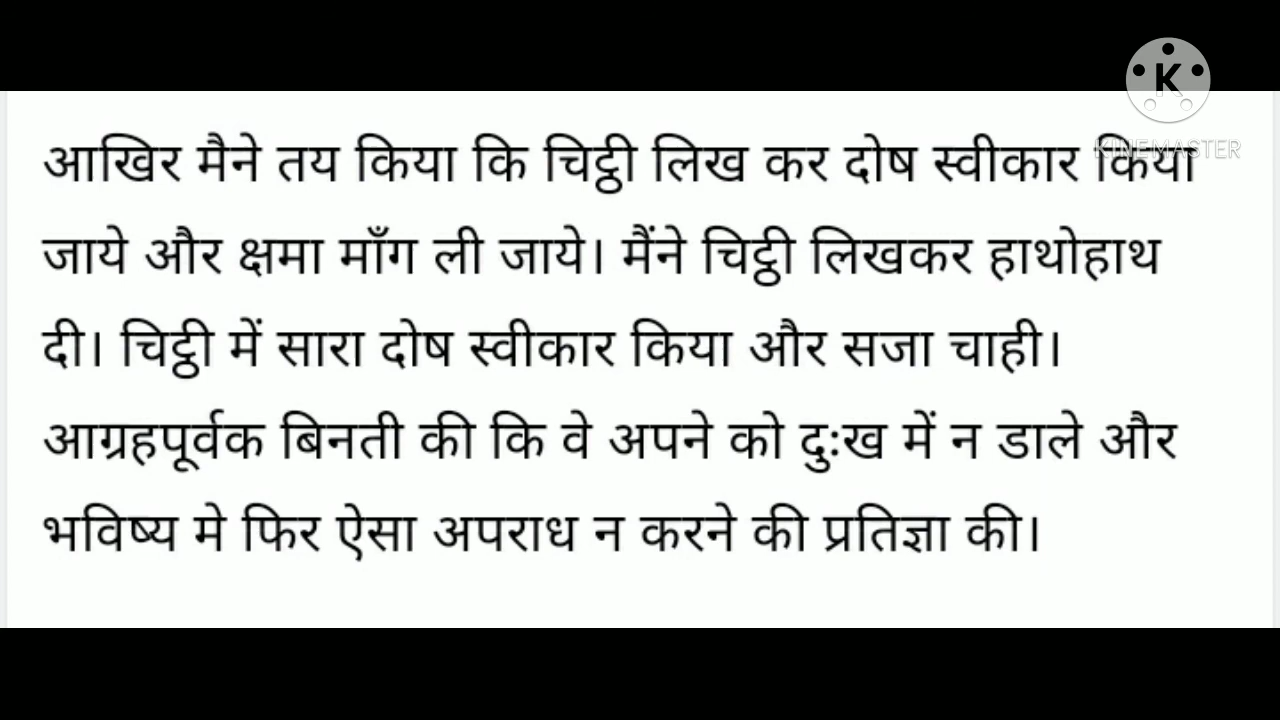 K
KINEMASTER
आखिर मैने तय किया कि चिट्ठी लिख कर दोष स्वीकार किया
जाये और क्षमा माँग ली जाये। मैंने चिट्ठी लिखकर हाथोहाथ
दी। चिट्ठी में सारा दोष स्वीकार किया और सजा चाही।
आग्रहपूर्वक बिनती की कि वे अपने को दुःख में न डाले और
भविष्य मे फिर ऐसा अपराध न करने की प्रतिज्ञा की।